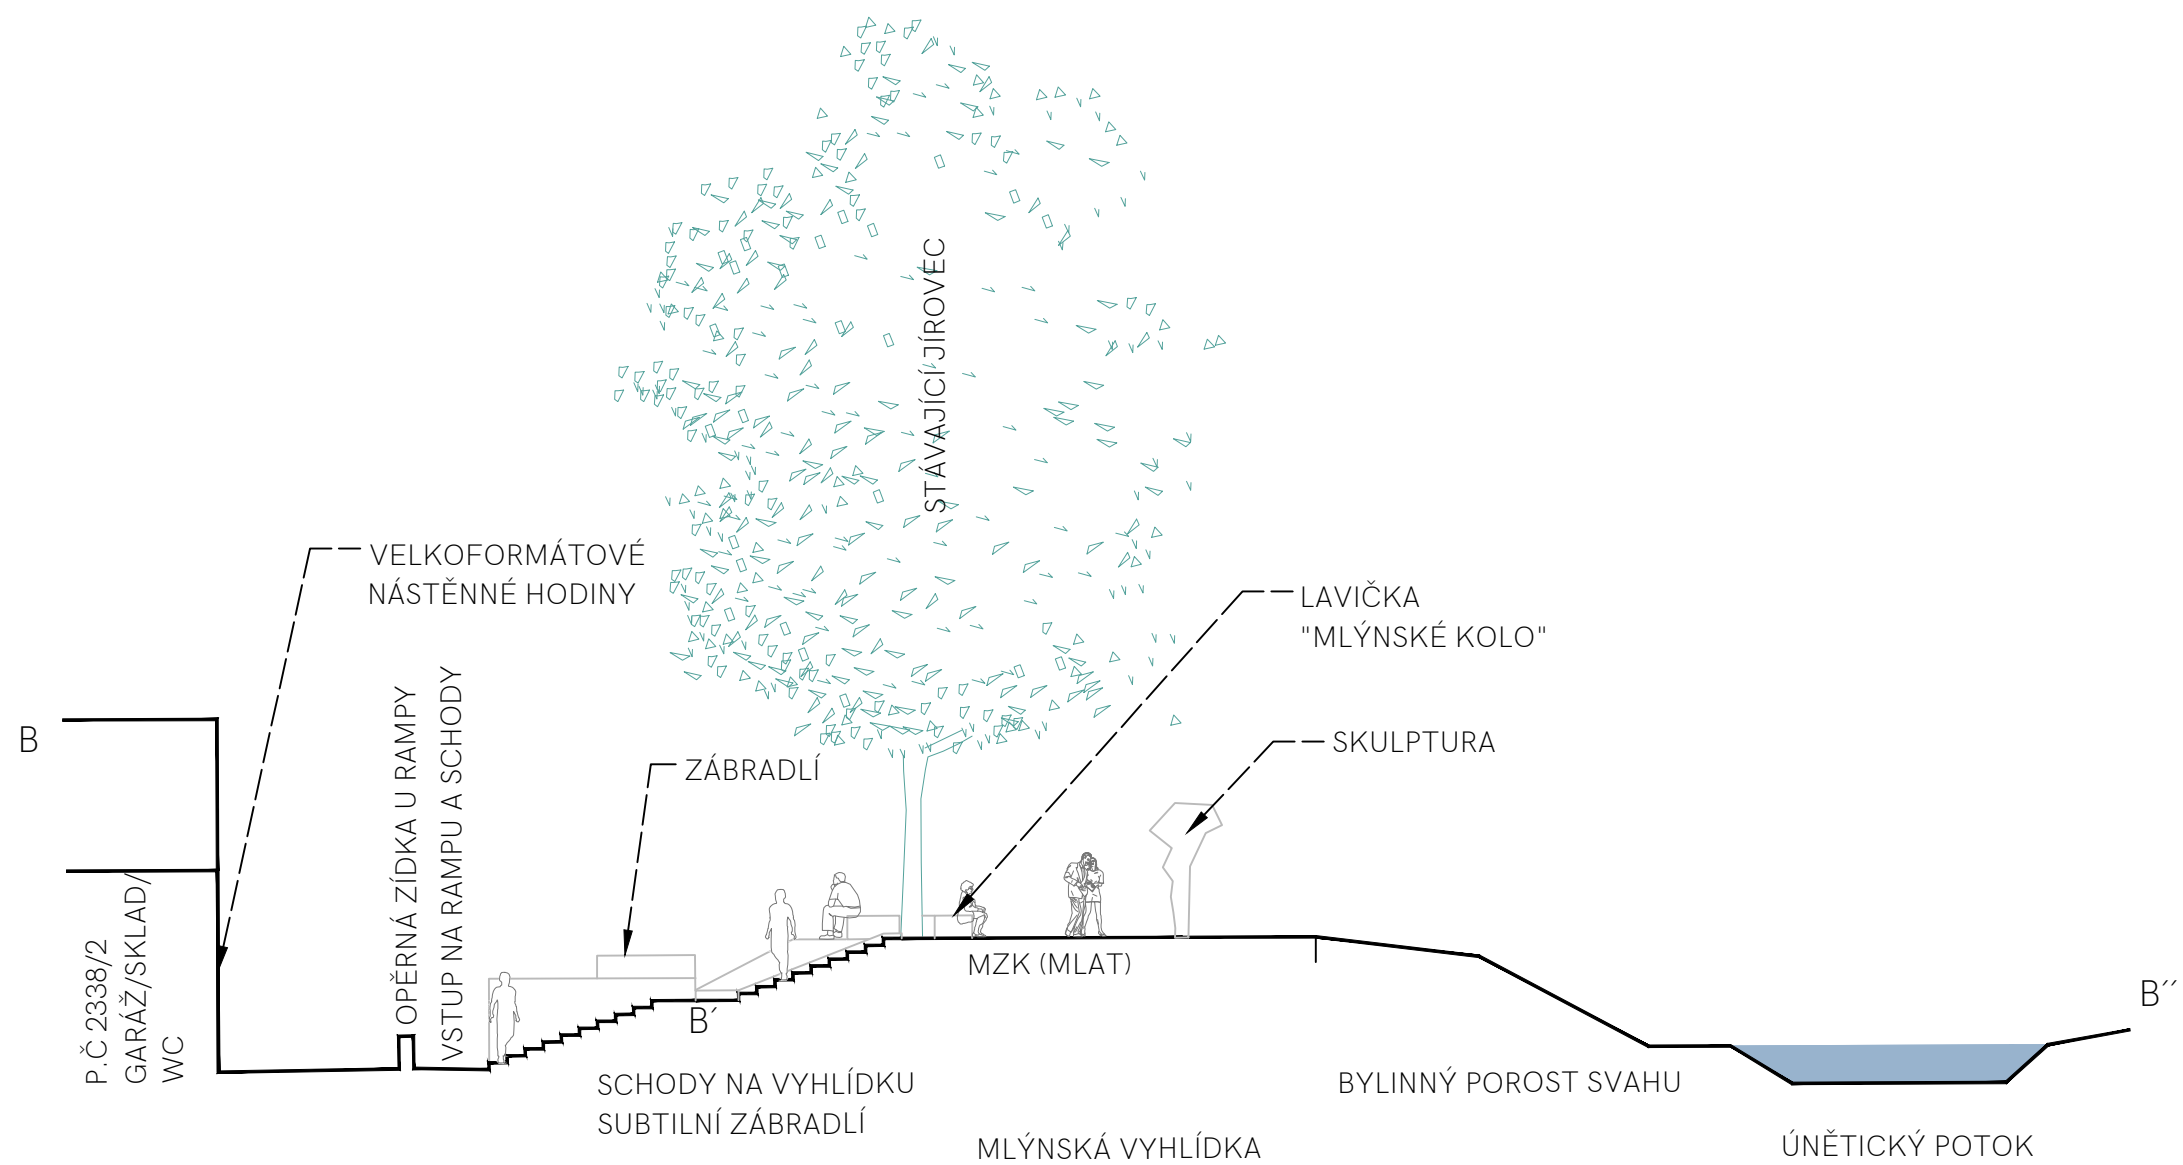 STÁVAJÍCÍ JÍROVEC
VELKOFORMÁTOVÉ
NÁSTĚNNÉ HODINY
LAVIČKA
"MLÝNSKÉ KOLO"
B
OPĚRNÁ ZÍDKA U RAMPY
VSTUP NA RAMPU A SCHODY
ZÁBRADLÍ
SKULPTURA
P.Č 2338/2
GARÁŽ/SKLAD/
WC
MZK (MLAT)
B´
B´´
SCHODY NA VYHLÍDKU
SUBTILNÍ ZÁBRADLÍ
BYLINNÝ POROST SVAHU
MLÝNSKÁ VYHLÍDKA
ÚNĚTICKÝ POTOK